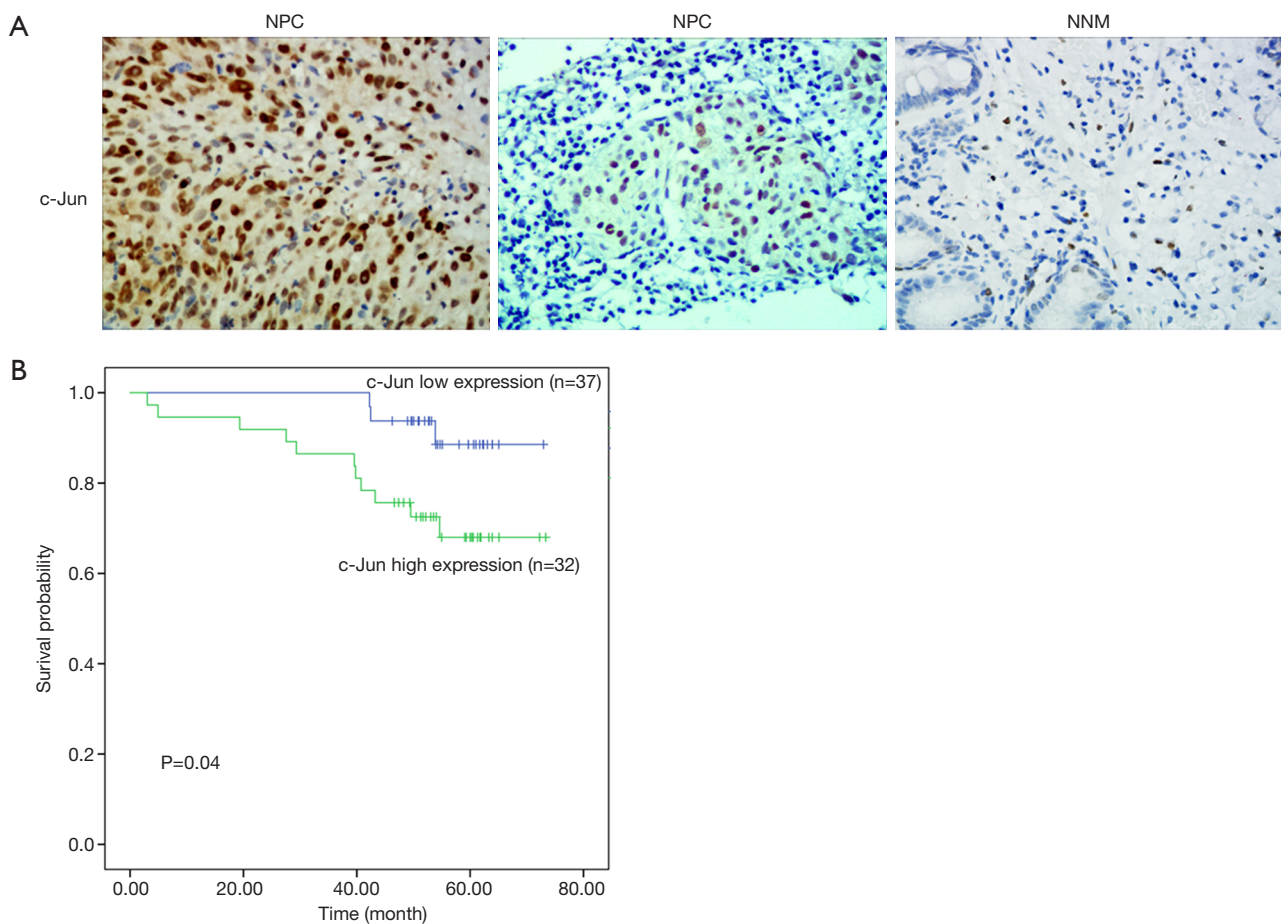 A
NPC
NPC
NNM
c-Jun
B
c-Jun low expression (n=37)
c-Jun high expression (n=32)
P=0.04
Surival probability
1.0
0.8
0.6
0.4
0.2
0.0
0.00
20.00
40.00
60.00
80.00
Time (month)